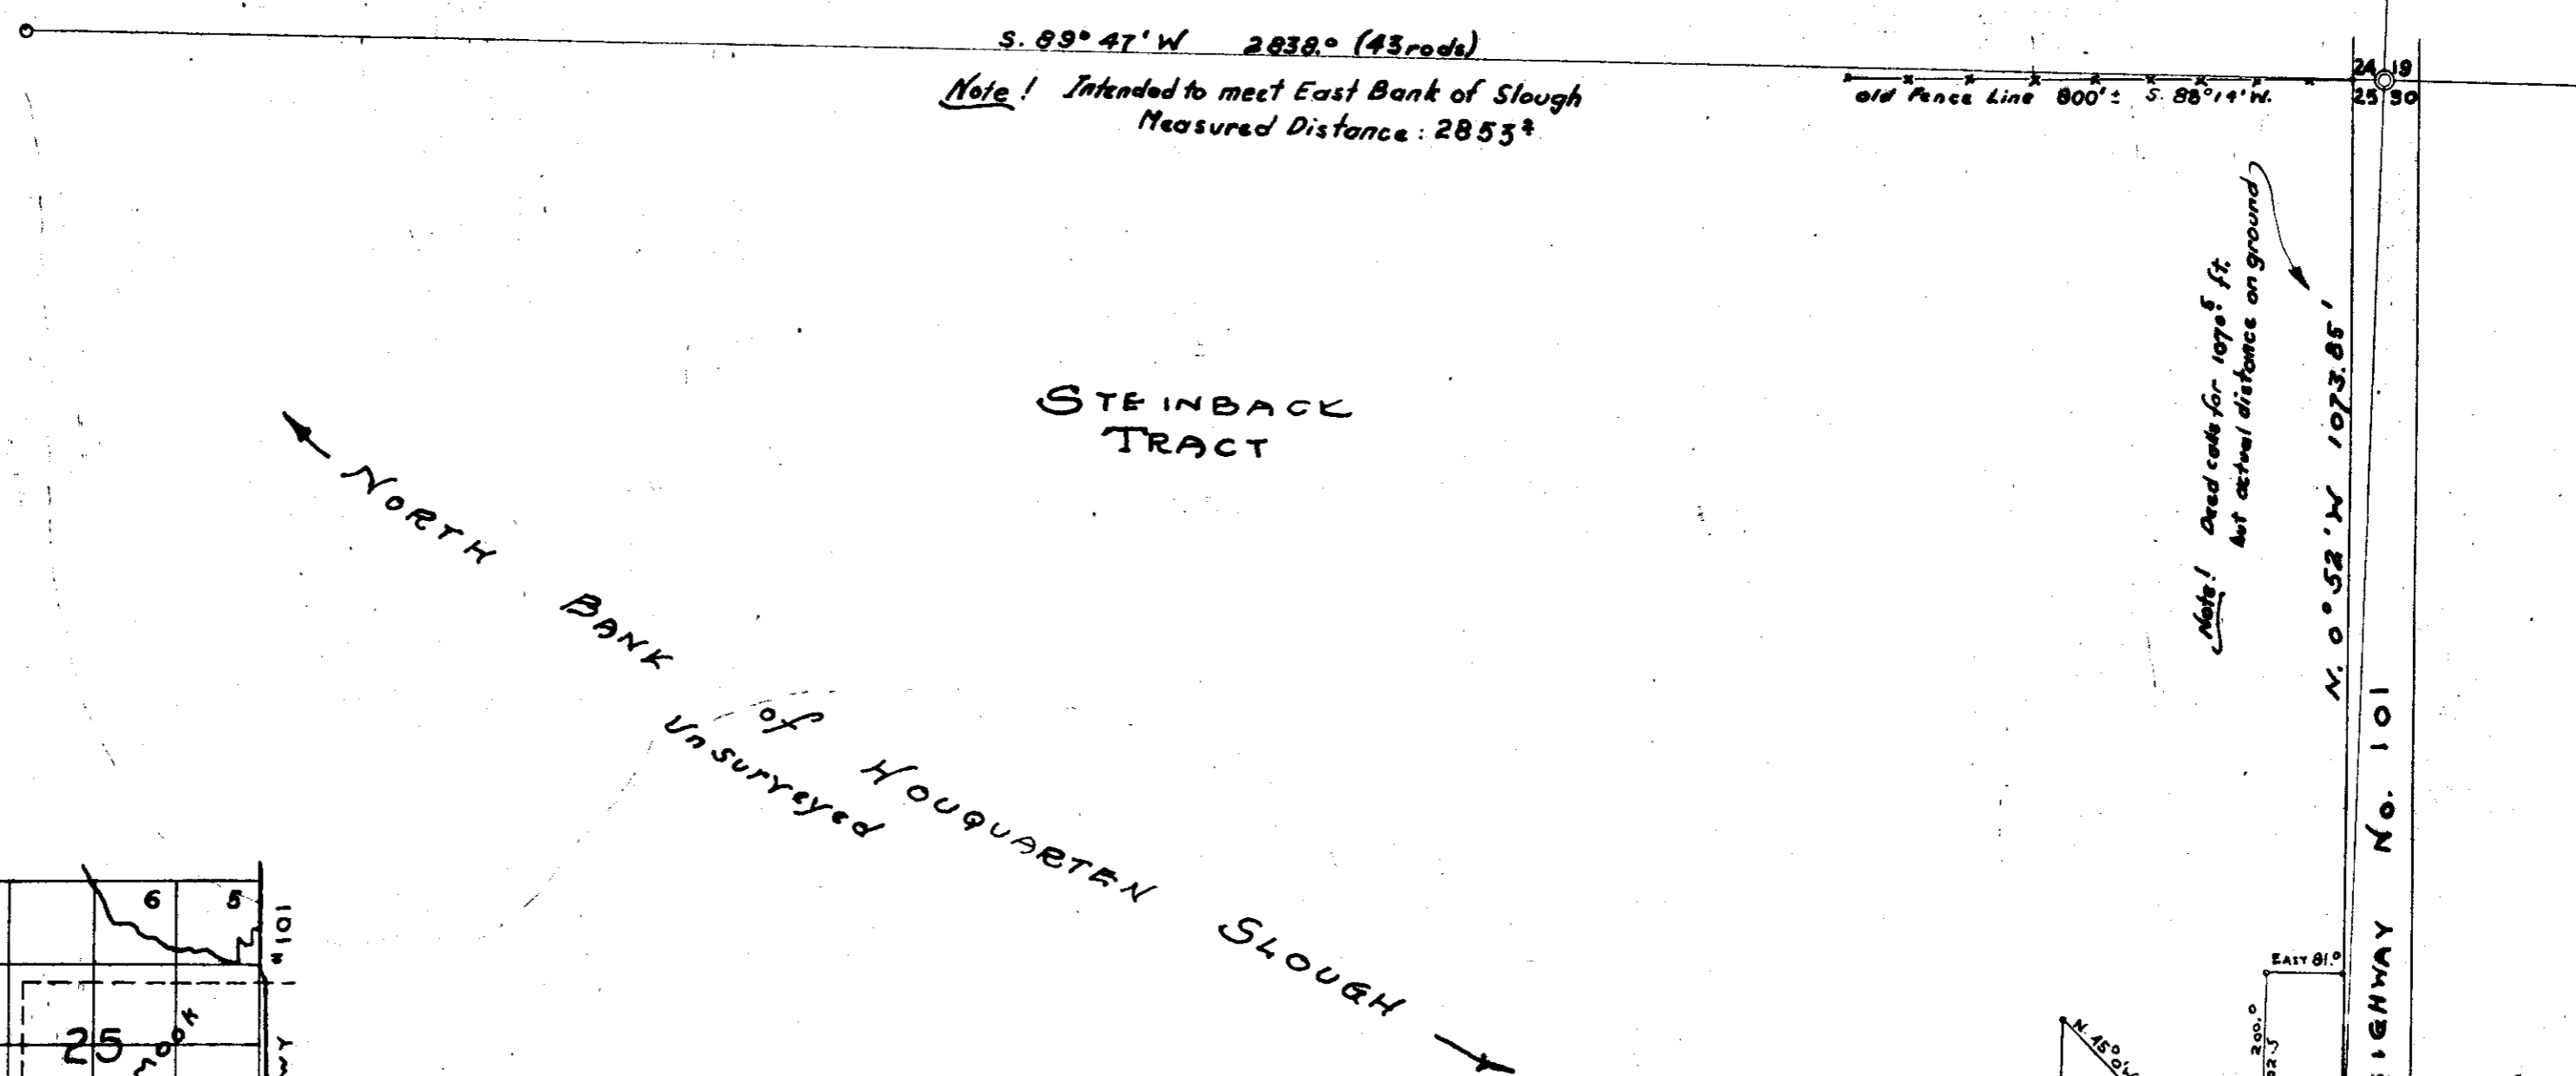 S. 89° 47' W 2838.0 (43 rods)
Note! Intended to meet East Bank of Slough
Measured Distance: 2853
old Fence Line 800' ± S. 88° 14' W.
24 19
25 30
Note! Deed calls for 1070.5 ft.
but actual distance on ground
N. 0° 52' W 1073.85'
STEINBACK
TRACT
NORTH BANK of HOUQUARTEN SLOUGH
Unsurveyed
HIGHWAY No. 101
6 5
#101
25
EAST 81.0
N. 45° 0' W
200.0